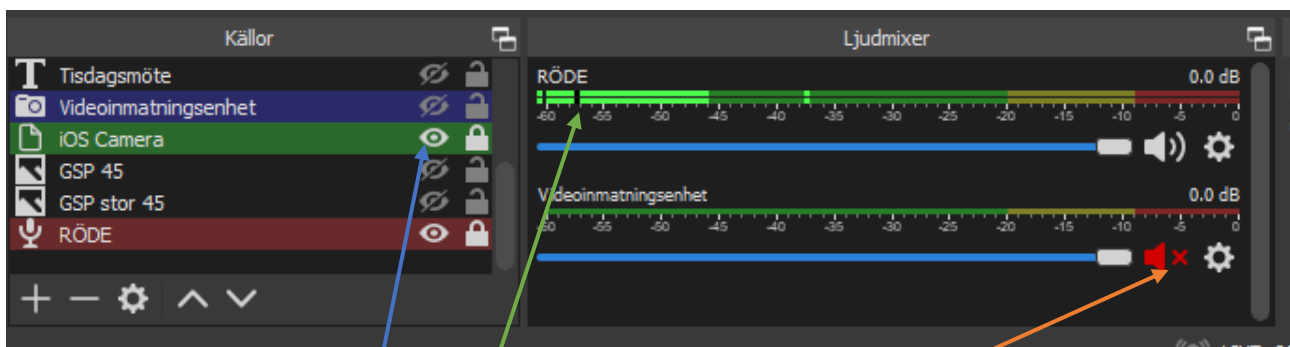 Källor
Tisdagsmöte
Videoinmatningsenhet
iOS Camera
GSP 45
GSP stor 45
RÖDE
Ljudmixer
RÖDE 0.0 dB
-60 -55 -50 -45 -40 -35 -30 -25 -20 -15 -10 -5 0
Videoinmatningsenhet 0.0 dB
-60 -55 -50 -45 -40 -35 -30 -25 -20 -15 -10 -5 0